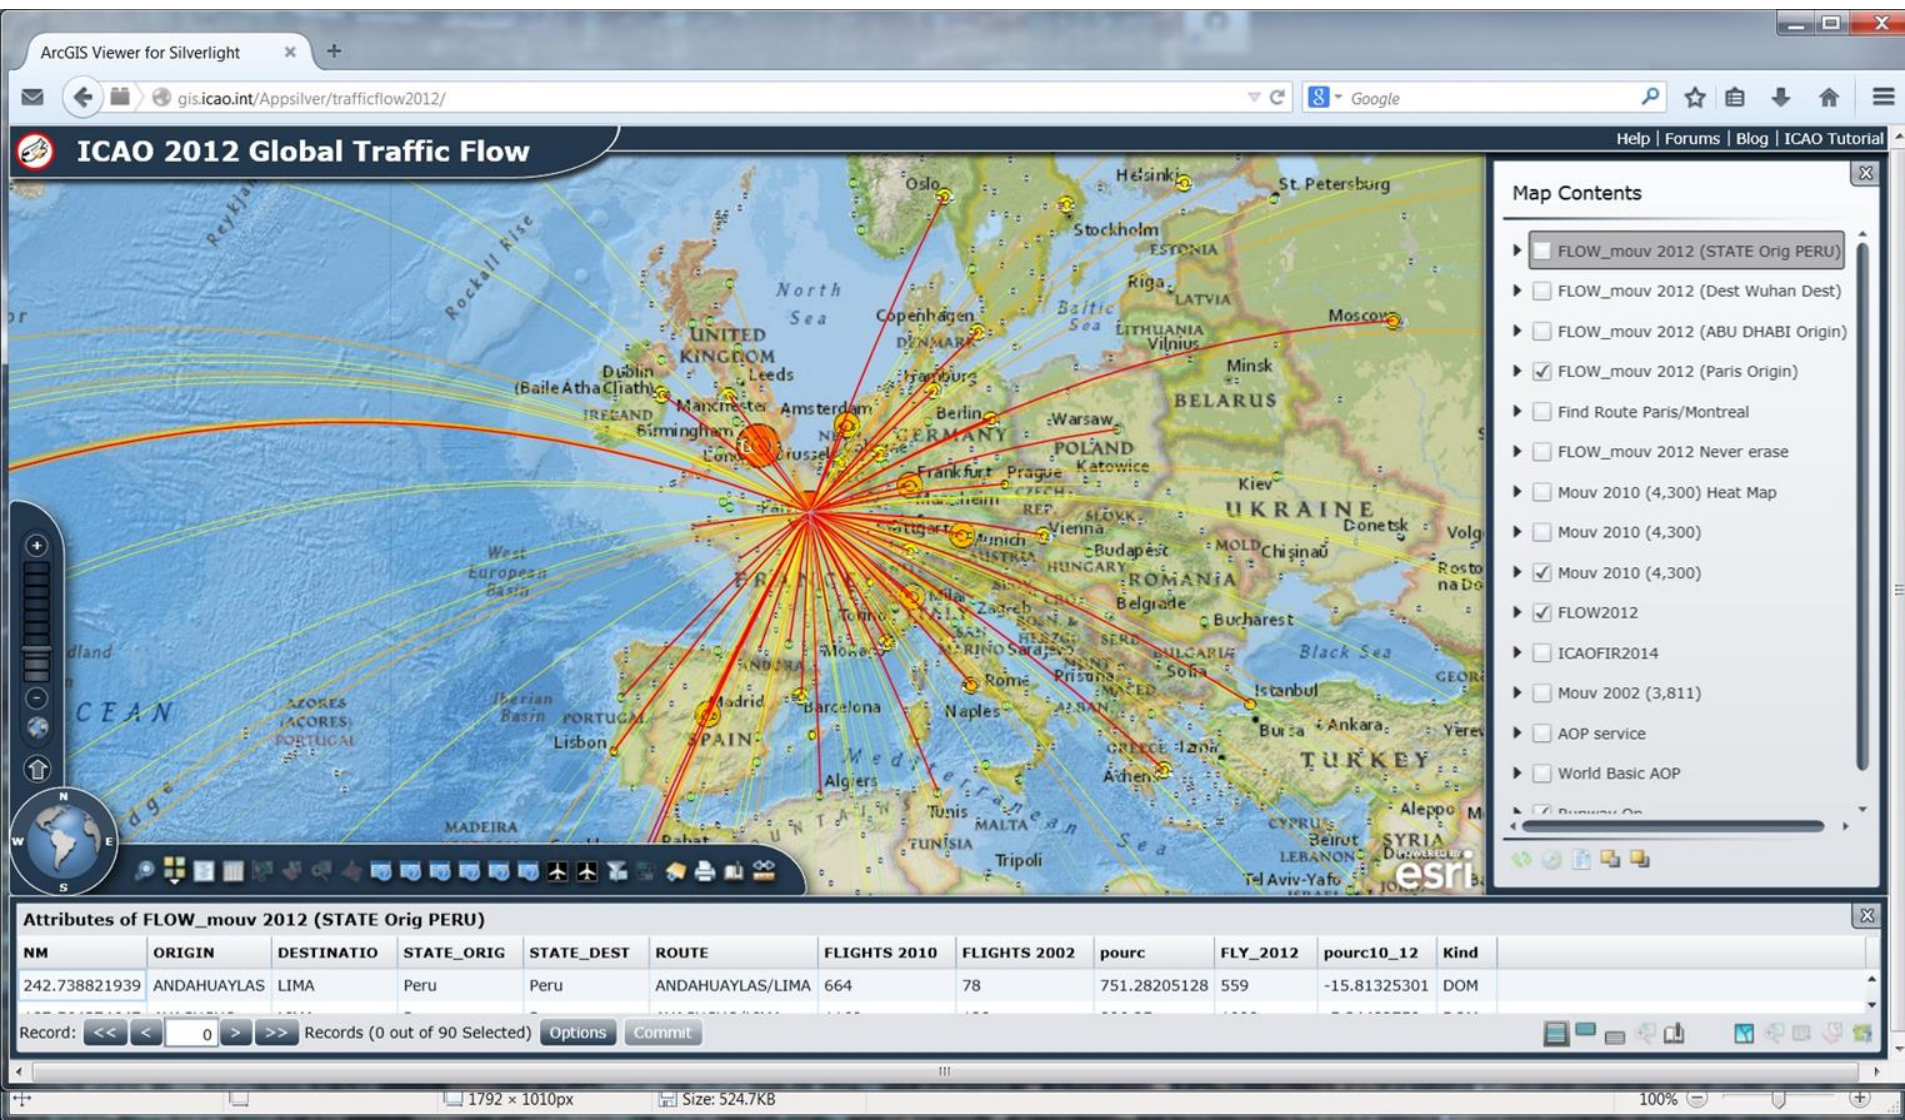 ArcGIS Viewer for Silverlight
gis.icao.int/Appsilver/trafficflow2012/
Google
ICAO 2012 Global Traffic Flow
Help | Forums | Blog | ICAO Tutorial
Map Contents
FLOW_mouv 2012 (STATE Orig PERU)
FLOW_mouv 2012 (Dest Wuhan Dest)
FLOW_mouv 2012 (ABU DHABI Origin)
FLOW_mouv 2012 (Paris Origin)
Find Route Paris/Montreal
FLOW_mouv 2012 Never erase
Mouv 2010 (4,300) Heat Map
Mouv 2010 (4,300)
Mouv 2010 (4,300)
FLOW2012
ICAOFIR2014
Mouv 2002 (3,811)
AOP service
World Basic AOP
Oslo
Helsinki
St. Petersburg
Stockholm
ESTONIA
Rockall Rise
North
Sea
Riga
LATVIA
Baltic
Sea
Copenhagen
DENMARK
LITHUANIA
Vilnius
Moscow
UNITED
KINGDOM
Minsk
BELARUS
Dublin
(Baile Átha Cliath)
Leeds
Hamburg
IRELAND
Manchester
Amsterdam
Berlin
Warsaw
Birmingham
GERMANY
POLAND
Frankfurt
Prague
Katowice
Kiev
UKRAINE
Donetsk
Munich
Vienna
AUSTRIA
Budapest
HUNGARY
MOLD
Chişinău
West
European
Basin
FRANCE
ROMANIA
Zagreb
Belgrade
Bucharest
Black Sea
Sarajevo
BULGARIA
Sofia
Iberian
Basin
PORTUGAL
Madrid
Barcelona
Rome
Naples
Istanbul
Bursa
Ankara
AZORES
(ACORES)
PORTUGAL
Lisbon
SPAIN
TURKEY
GREECE
Athens
Algiers
Tunis
MALTA
MADEIRA
Rabat
TUNISIA
Tripoli
Mediterranean
Sea
CYPRUS
Aleppo
Beirut
SYRIA
LEBANON
Tel Aviv-Yafo
POWERED BY
esri
N
W
E
S
Attributes of FLOW_mouv 2012 (STATE Orig PERU)
NM ORIGIN DESTINATIO STATE_ORIG STATE_DEST ROUTE FLIGHTS 2010 FLIGHTS 2002 pourc FLY_2012 pourc10_12 Kind
242.738821939 ANDAHUAYLAS LIMA Peru Peru ANDAHUAYLAS/LIMA 664 78 751.28205128 559 -15.81325301 DOM
Record: << < 0 > >> Records (0 out of 90 Selected) Options Commit
1792 × 1010px
Size: 524.7KB
100%